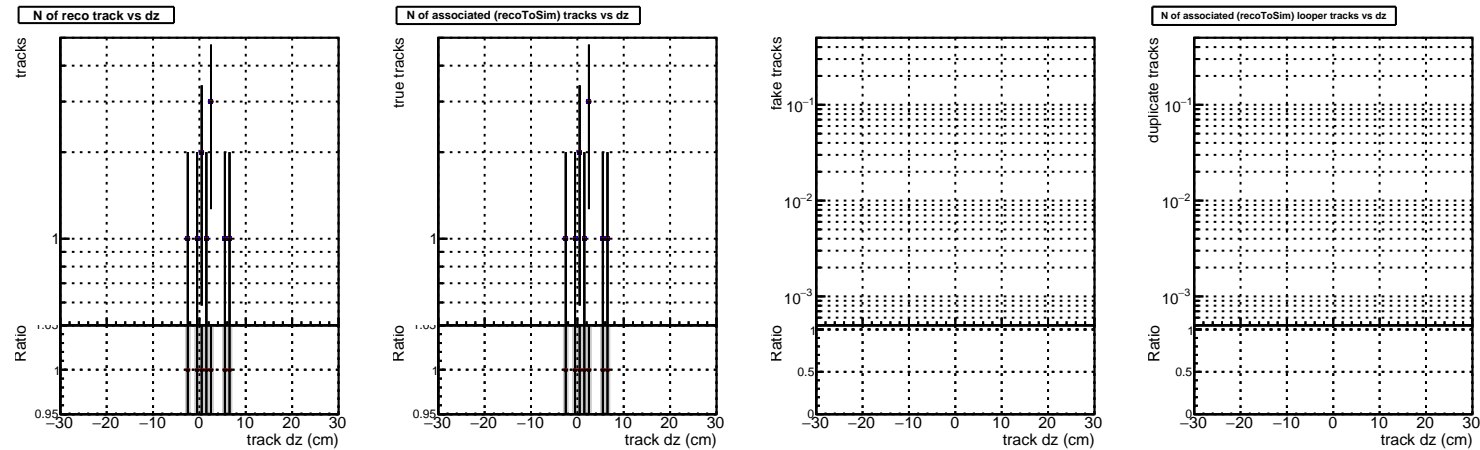 N of reco track vs dz
tracks
1
1.05
Ratio
1
0.95
−30 −20 −10 0 10 20 30
track dz (cm)
N of associated (recoToSim) tracks vs dz
true tracks
1
1.05
Ratio
1
0.95
−30 −20 −10 0 10 20 30
track dz (cm)
fake tracks
10−1
10−2
10−3
Ratio
1
0.5
0
−30 −20 −10 0 10 20 30
track dz (cm)
N of associated (recoToSim) looper tracks vs dz
duplicate tracks
10−1
10−2
10−3
Ratio
1
0.5
0
−30 −20 −10 0 10 20 30
track dz (cm)